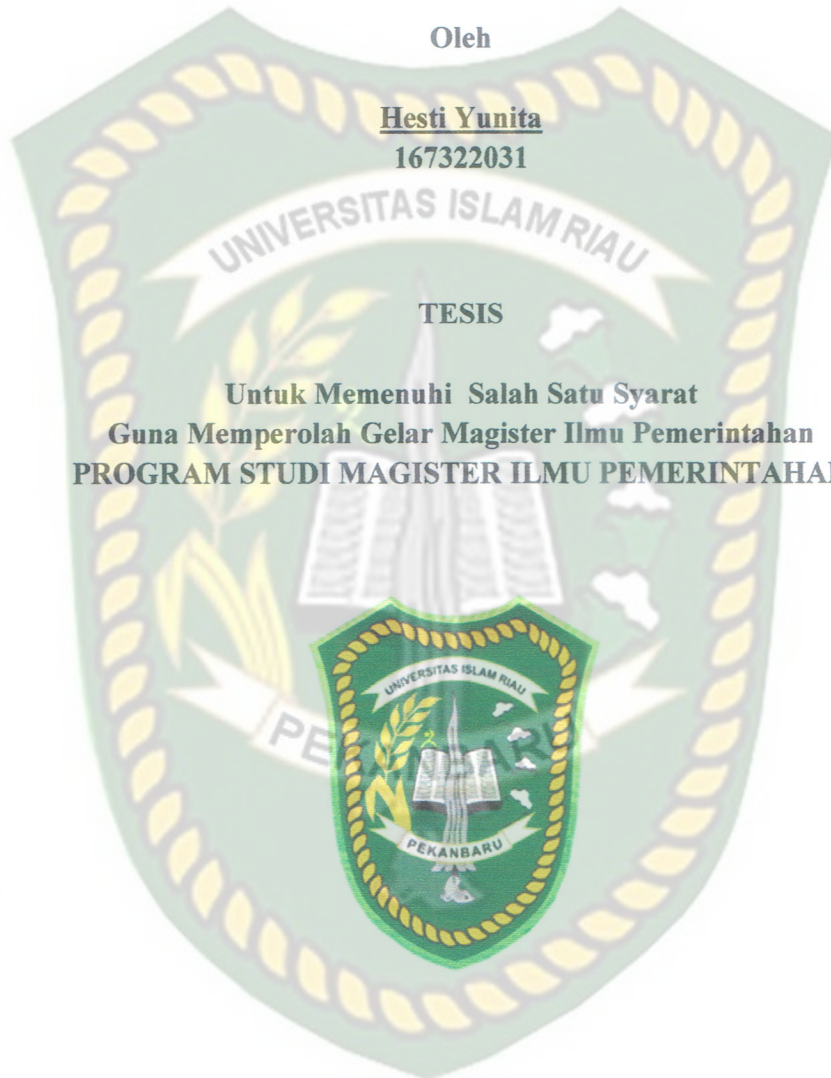 Oleh
Hesti Yunita
167322031
UNIVERSITAS ISLAM RIAU
TESIS
Untuk Memenuhi Salah Satu Syarat
Guna Memperolah Gelar Magister Ilmu Pemerintahan
PROGRAM STUDI MAGISTER ILMU PEMERINTAHAN
UNIVERSITAS ISLAM RIAU
PEKANBARU
PEKANBARU